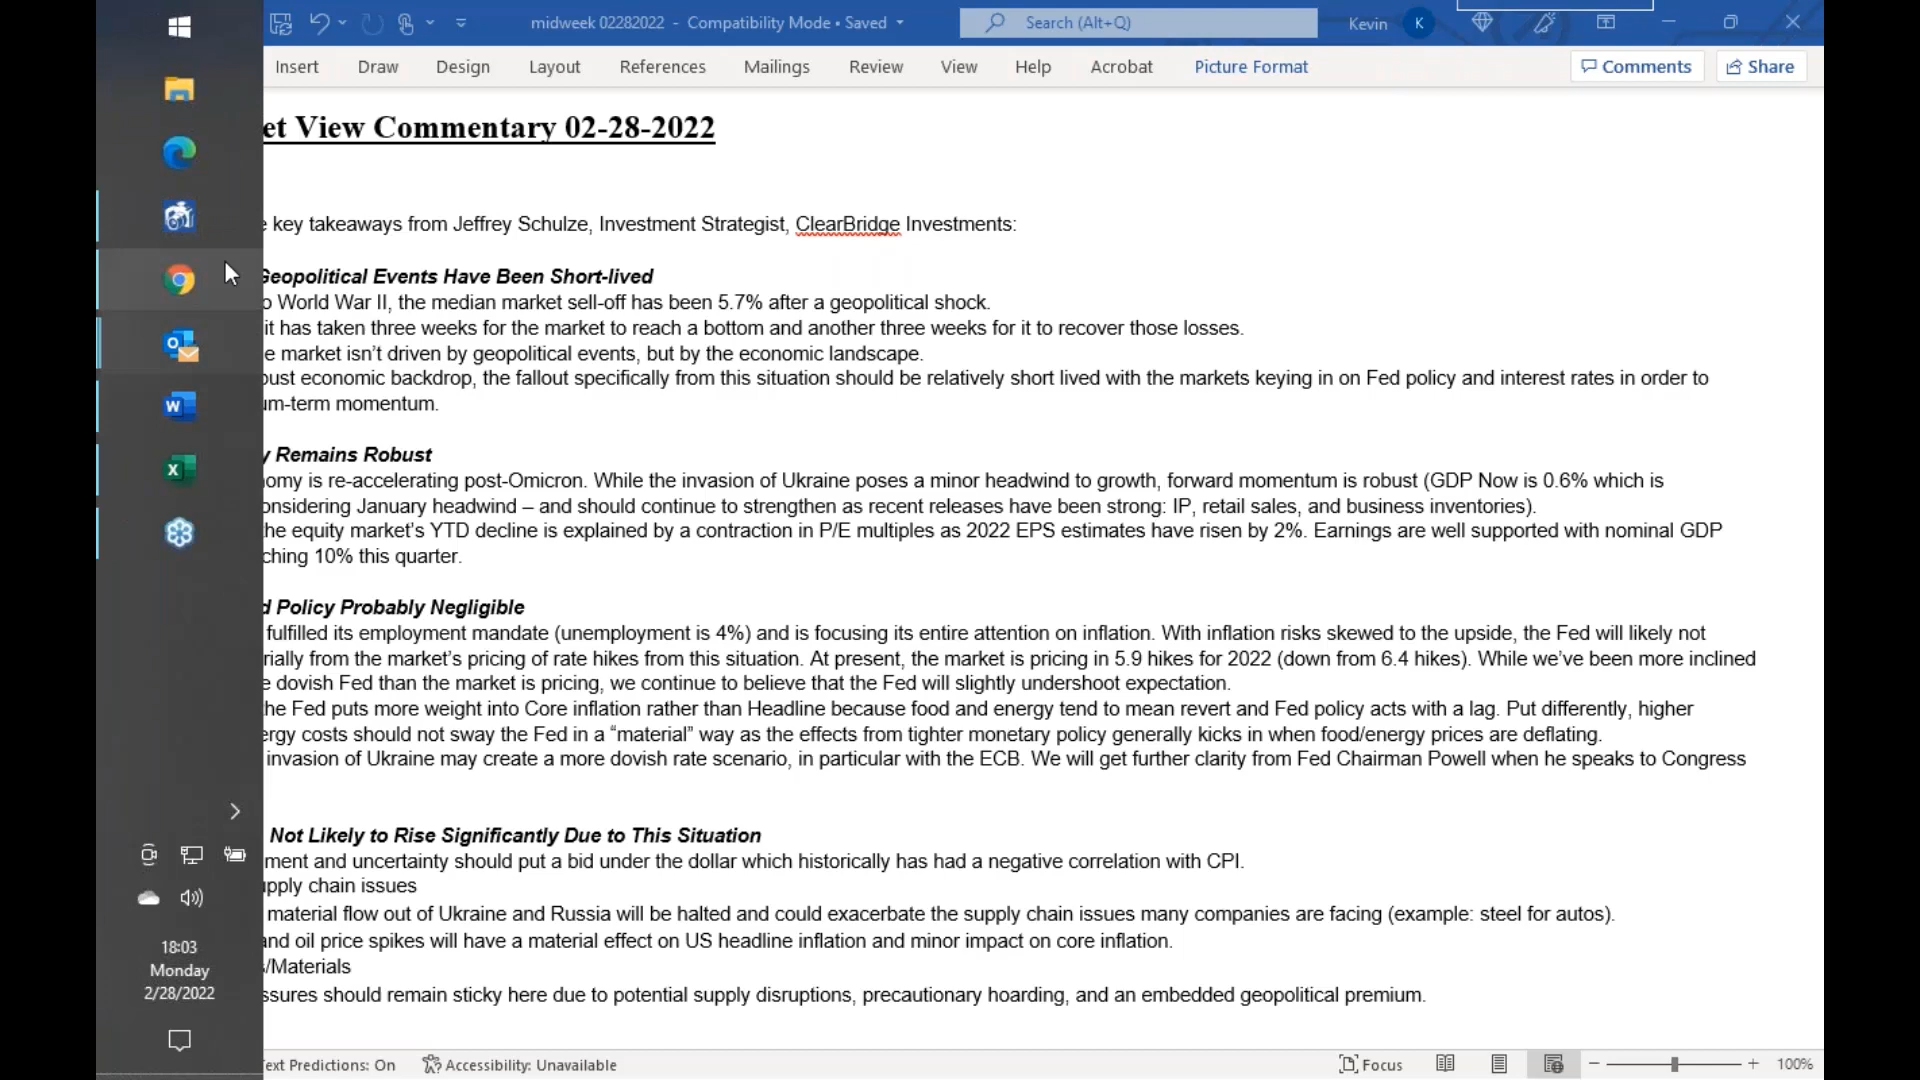 midweek 02282022 - Compatibility Mode • Saved
Search (Alt+Q)
Kevin
K
Insert Draw Design Layout References Mailings Review View Help Acrobat Picture Format
Comments
Share
et View Commentary 02-28-2022
key takeaways from Jeffrey Schulze, Investment Strategist, ClearBridge Investments:
Geopolitical Events Have Been Short-lived
o World War II, the median market sell-off has been 5.7% after a geopolitical shock.
it has taken three weeks for the market to reach a bottom and another three weeks for it to recover those losses.
e market isn’t driven by geopolitical events, but by the economic landscape.
bust economic backdrop, the fallout specifically from this situation should be relatively short lived with the markets keying in on Fed policy and interest rates in order to
um-term momentum.
y Remains Robust
nomy is re-accelerating post-Omicron. While the invasion of Ukraine poses a minor headwind to growth, forward momentum is robust (GDP Now is 0.6% which is
onsidering January headwind – and should continue to strengthen as recent releases have been strong: IP, retail sales, and business inventories).
the equity market’s YTD decline is explained by a contraction in P/E multiples as 2022 EPS estimates have risen by 2%. Earnings are well supported with nominal GDP
ching 10% this quarter.
d Policy Probably Negligible
fulfilled its employment mandate (unemployment is 4%) and is focusing its entire attention on inflation. With inflation risks skewed to the upside, the Fed will likely not
rially from the market’s pricing of rate hikes from this situation. At present, the market is pricing in 5.9 hikes for 2022 (down from 6.4 hikes). While we’ve been more inclined
e dovish Fed than the market is pricing, we continue to believe that the Fed will slightly undershoot expectation.
the Fed puts more weight into Core inflation rather than Headline because food and energy tend to mean revert and Fed policy acts with a lag. Put differently, higher
ergy costs should not sway the Fed in a “material” way as the effects from tighter monetary policy generally kicks in when food/energy prices are deflating.
invasion of Ukraine may create a more dovish rate scenario, in particular with the ECB. We will get further clarity from Fed Chairman Powell when he speaks to Congress
Not Likely to Rise Significantly Due to This Situation
ment and uncertainty should put a bid under the dollar which historically has had a negative correlation with CPI.
upply chain issues
material flow out of Ukraine and Russia will be halted and could exacerbate the supply chain issues many companies are facing (example: steel for autos).
and oil price spikes will have a material effect on US headline inflation and minor impact on core inflation.
s/Materials
ssures should remain sticky here due to potential supply disruptions, precautionary hoarding, and an embedded geopolitical premium.
18:03
Monday
2/28/2022
Text Predictions: On
Accessibility: Unavailable
Focus
100%